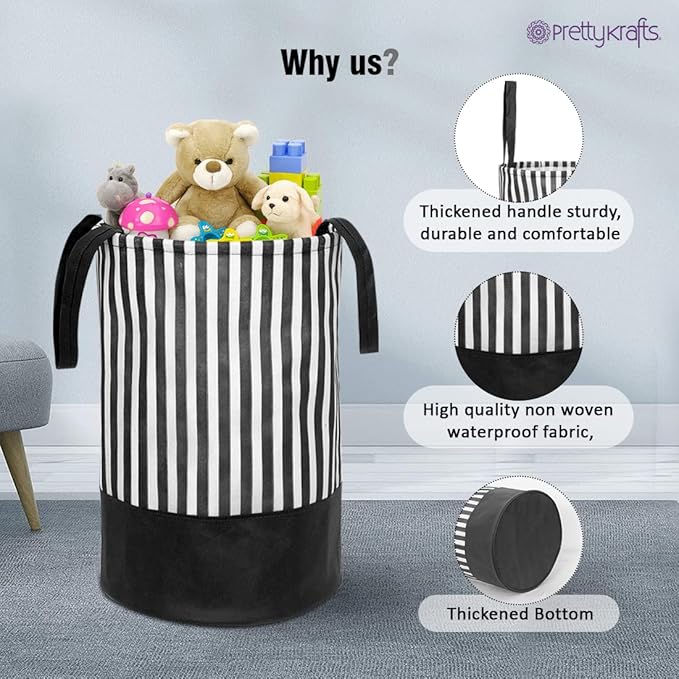 prettykrafts
Why us?
Thickened handle sturdy,
durable and comfortable
High quality non woven
waterproof fabric,
Thickened Bottom